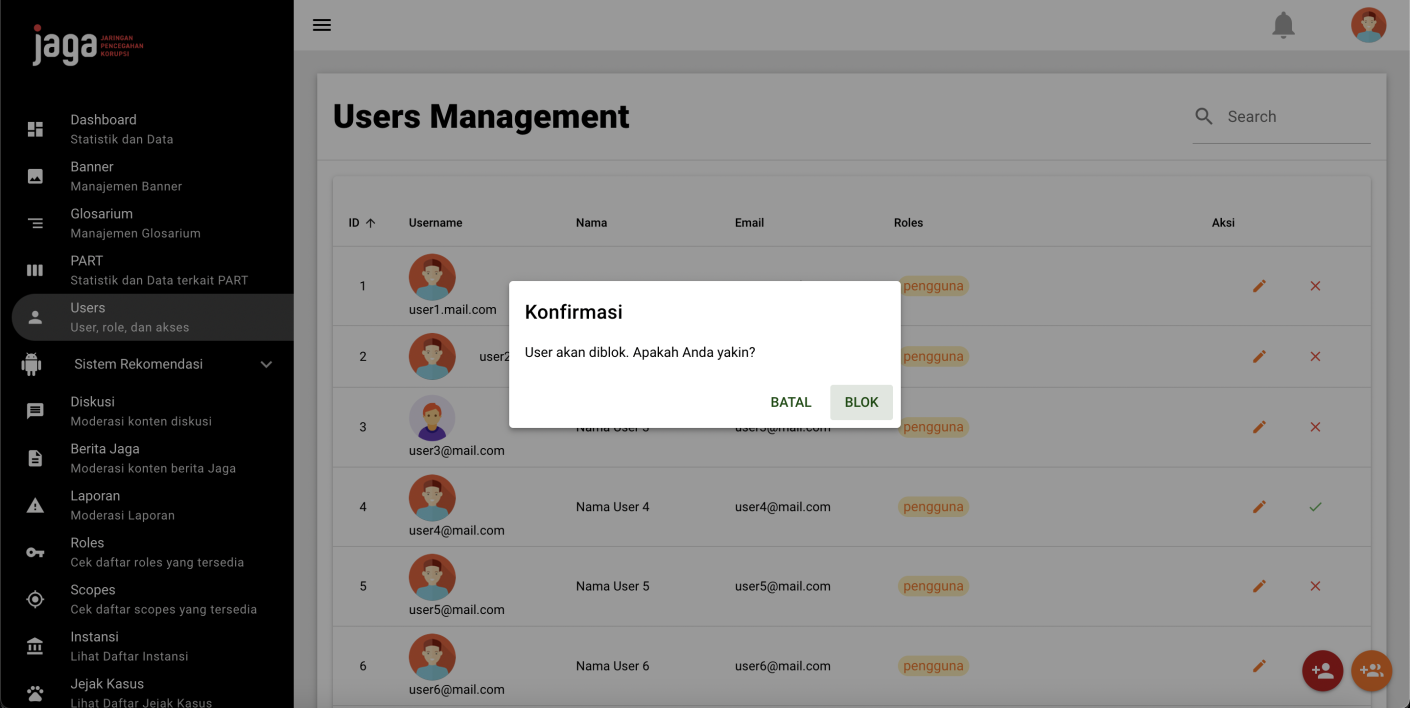 jaga JARINGAN PENCEGAHAN KORUPSI
Dashboard
Statistik dan Data
Banner
Manajemen Banner
Glosarium
Manajemen Glosarium
PART
Statistik dan Data terkait PART
Users
User, role, dan akses
Sistem Rekomendasi
Diskusi
Moderasi konten diskusi
Berita Jaga
Moderasi konten berita Jaga
Laporan
Moderasi Laporan
Roles
Cek daftar roles yang tersedia
Scopes
Cek daftar scopes yang tersedia
Instansi
Lihat Daftar Instansi
Jejak Kasus
Lihat Daftar Jejak Kasus
Users Management
Search
ID Username Nama Email Roles Aksi
1 user1.mail.com pengguna
2 user2 pengguna
Konfirmasi
User akan diblok. Apakah Anda yakin?
BATAL BLOK
3 user3@mail.com Nama User 3 user3@mail.com pengguna
4 user4@mail.com Nama User 4 user4@mail.com pengguna
5 user5@mail.com Nama User 5 user5@mail.com pengguna
6 user6@mail.com Nama User 6 user6@mail.com pengguna